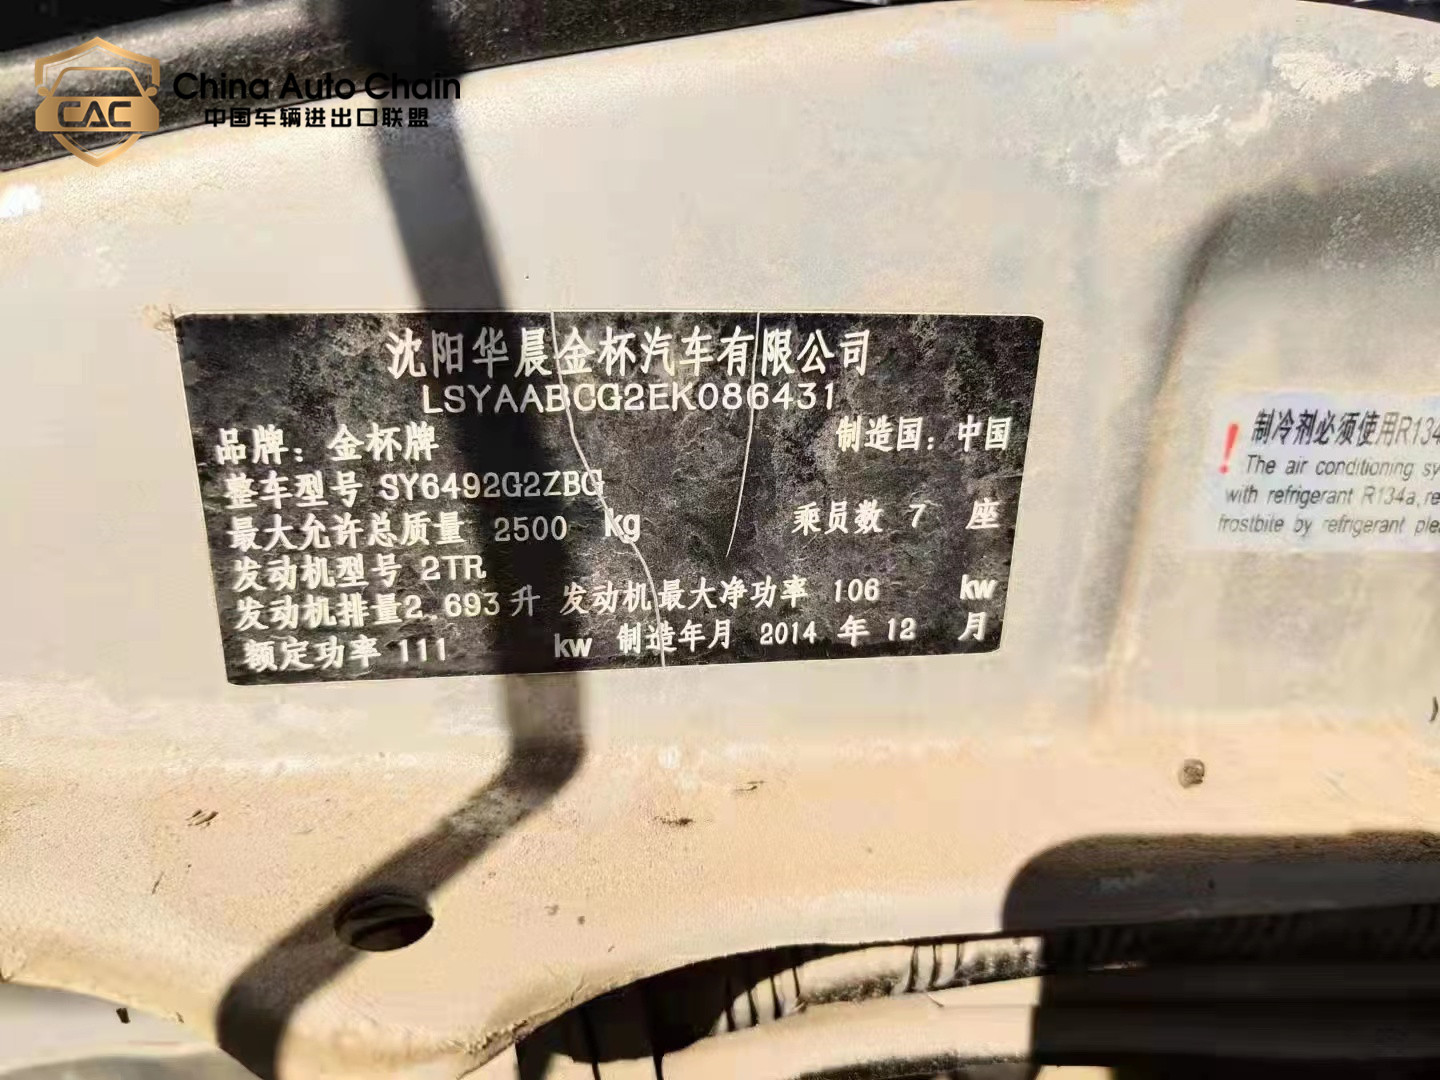 China Auto Chain
CAC
中国车辆进出口联盟
沈阳华晨金杯汽车有限公司
LSYAABCG2EK086431
品牌：金杯牌 制造国：中国
整车型号 SY6492G2ZBG
最大允许总质量 2500 kg 乘员数 7 座
发动机型号 2TR
发动机排量2.693升 发动机最大净功率 106 kw
额定功率 111 kw 制造年月 2014 年 12 月
! 制冷剂必须使用R134
The air conditioning sy
with refrigerant R134a, re
frostbite by refrigerant ple